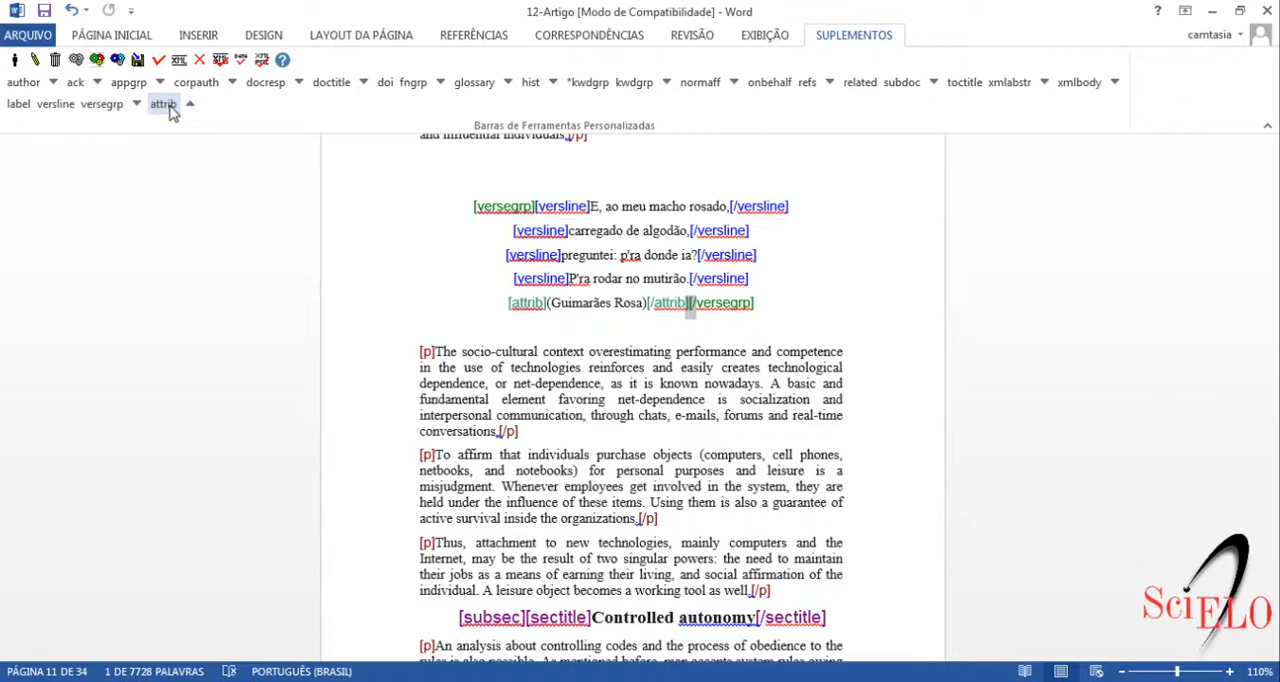 12-Artigo [Modo de Compatibilidade] - Word
ARQUIVO PÁGINA INICIAL INSERIR DESIGN LAYOUT DA PÁGINA REFERÊNCIAS CORRESPONDÊNCIAS REVISÃO EXIBIÇÃO SUPLEMENTOS camtasia
author ack appgrp corpauth docresp doctitle doi fngrp glossary hist *kwdgrp kwdgrp normaff onbehalf refs related subdoc toctitle xmlabstr xmlbody
label versline versegrp attrib
Barras de Ferramentas Personalizadas
and influential individuals.[/p]
[versegrp][versline]E, ao meu macho rosado,[/versline]
[versline]carregado de algodão,[/versline]
[versline]preguntei: p'ra donde ia?[/versline]
[versline]P'ra rodar no mutirão.[/versline]
[attrib](Guimarães Rosa)[/attrib][/versegrp]
[p]The socio-cultural context overestimating performance and competence
in the use of technologies reinforces and easily creates technological
dependence, or net-dependence, as it is known nowadays. A basic and
fundamental element favoring net-dependence is socialization and
interpersonal communication, through chats, e-mails, forums and real-time
conversations.[/p]
[p]To affirm that individuals purchase objects (computers, cell phones,
netbooks, and notebooks) for personal purposes and leisure is a
misjudgment. Whenever employees get involved in the system, they are
held under the influence of these items. Using them is also a guarantee of
active survival inside the organizations.[/p]
[p]Thus, attachment to new technologies, mainly computers and the
Internet, may be the result of two singular powers: the need to maintain
their jobs as a means of earning their living, and social affirmation of the
individual. A leisure object becomes a working tool as well.[/p]
[subsec][sectitle]Controlled autonomy[/sectitle]
[p]An analysis about controlling codes and the process of obedience to the
SciELO
PÁGINA 11 DE 34 1 DE 7728 PALAVRAS PORTUGUÊS (BRASIL) 110%